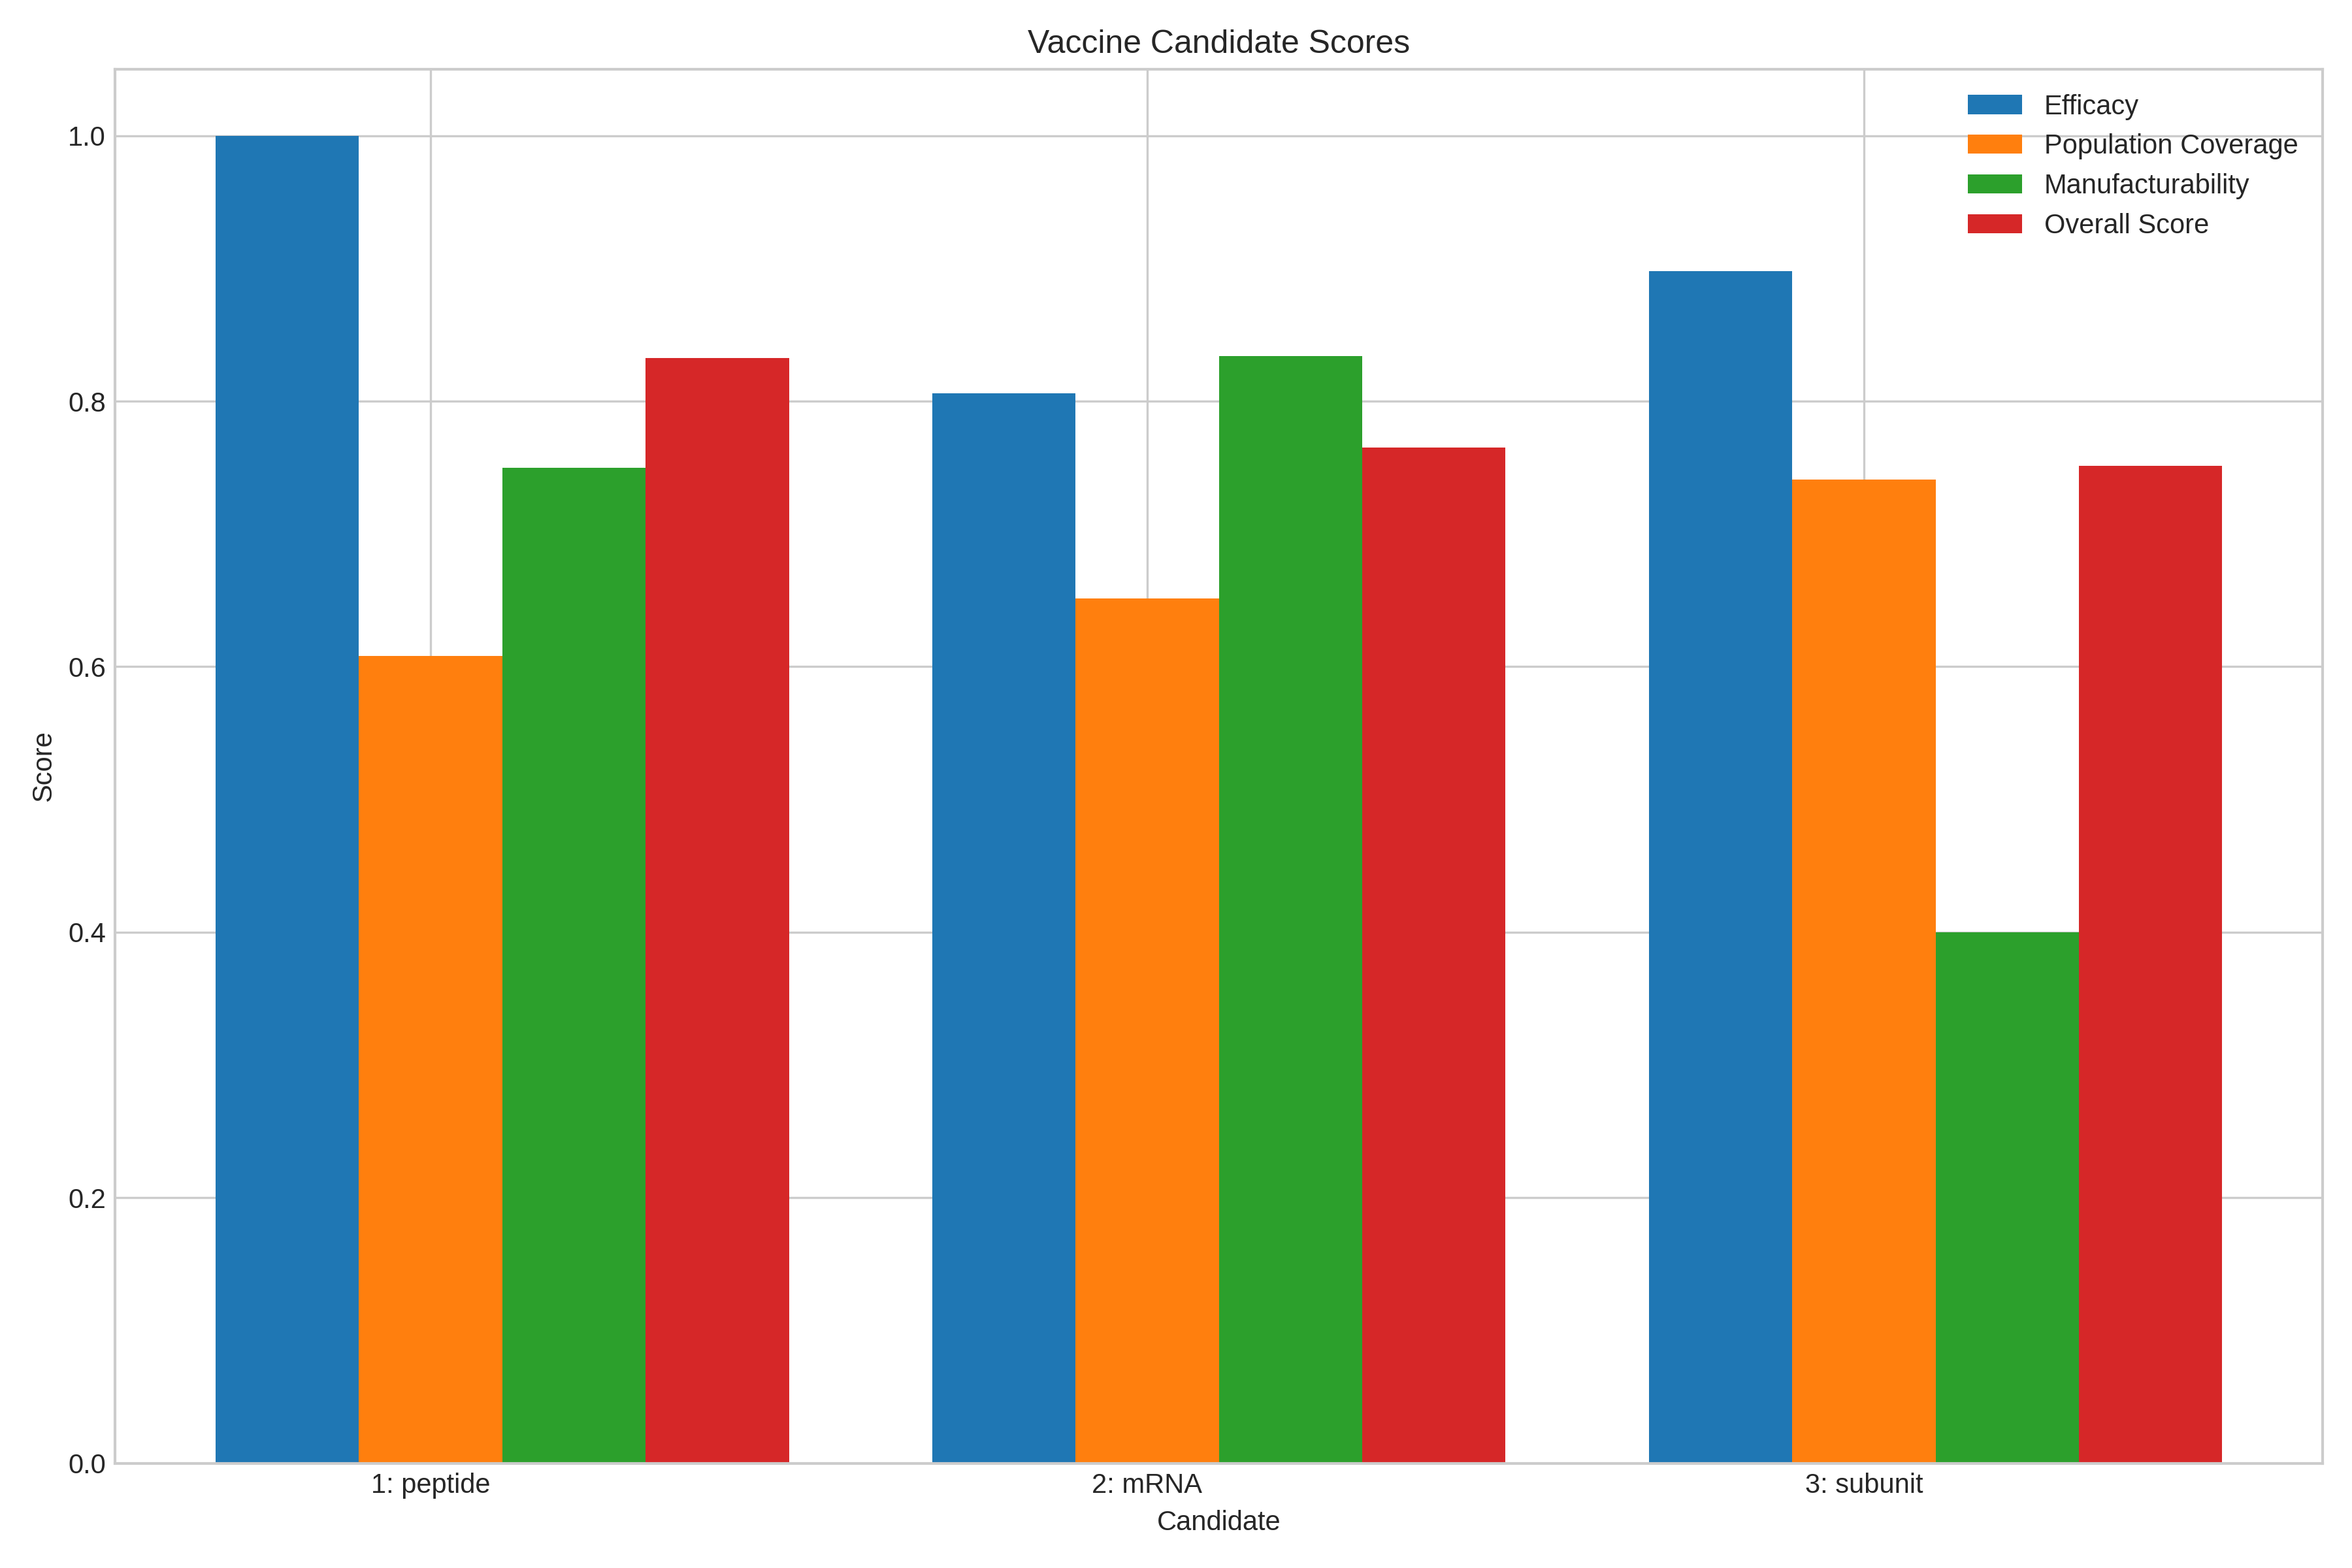 Vaccine Candidate Scores
Efficacy
Population Coverage
Manufacturability
Overall Score
1.0
0.8
0.6
0.4
0.2
0.0
Score
1: peptide
2: mRNA
3: subunit
Candidate